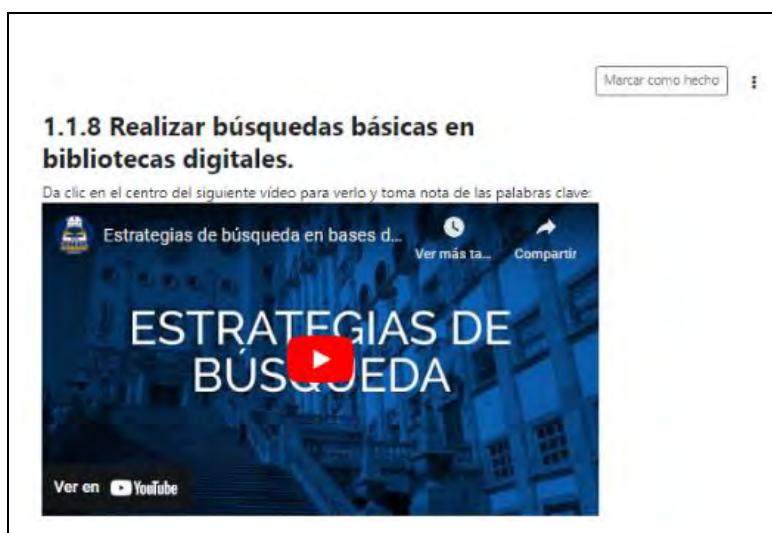 Marcar como hecho
1.1.8 Realizar búsquedas básicas en
bibliotecas digitales.
Da clic en el centro del siguiente vídeo para verlo y toma nota de las palabras clave:
Estrategias de búsqueda en bases d...
Ver más ta...
Compartir
ESTRATEGIAS DE
BÚSQUEDA
Ver en YouTube